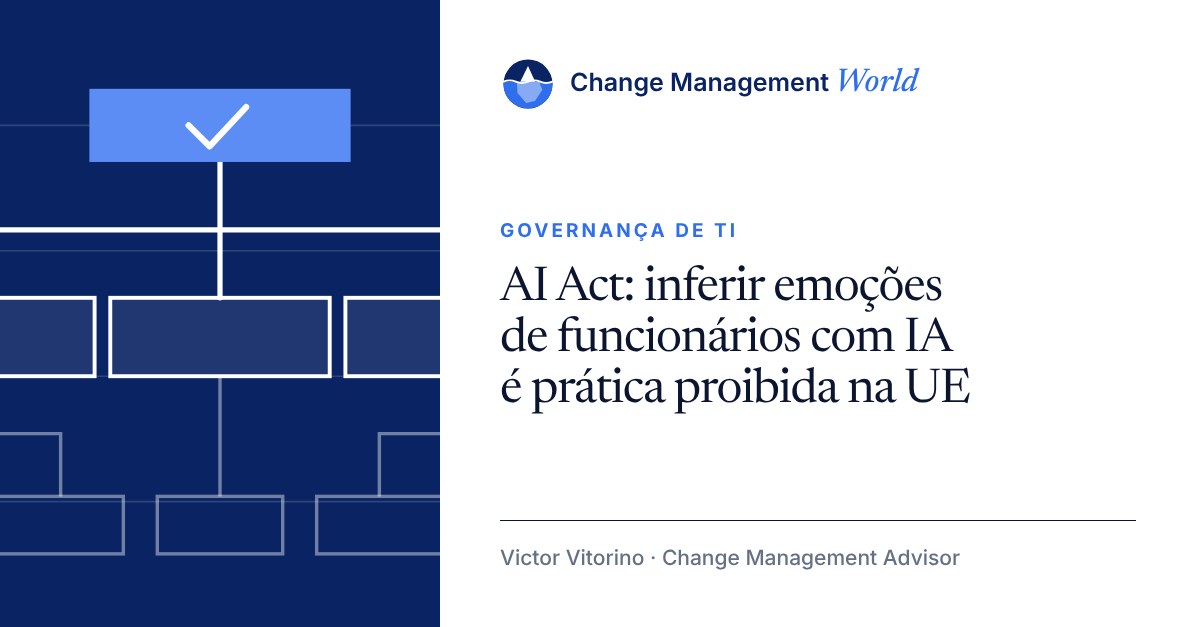 Change Management World
GOVERNANÇA DE TI
AI Act: inferir emoções
de funcionários com IA
é prática proibida na UE
Victor Vitorino · Change Management Advisor